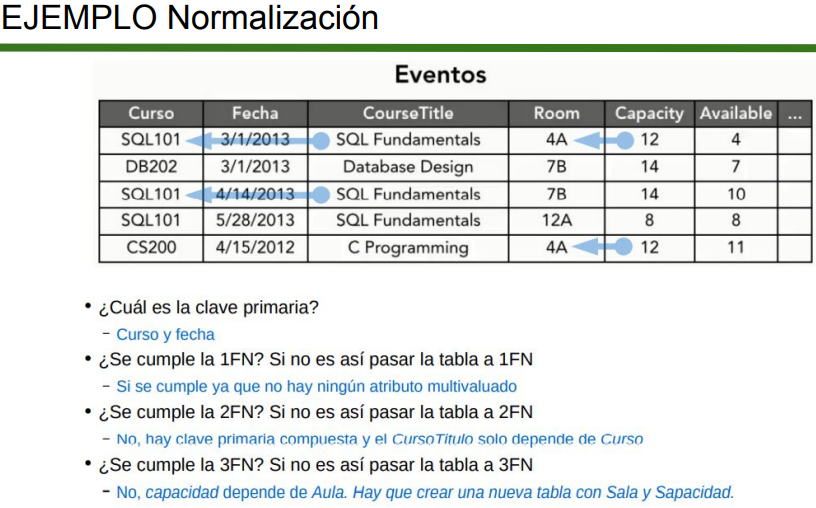 EJEMPLO Normalización
Eventos
Curso Fecha CourseTitle Room Capacity Available ...
SQL101 3/1/2013 SQL Fundamentals 4A 12 4
DB202 3/1/2013 Database Design 7B 14 7
SQL101 4/14/2013 SQL Fundamentals 7B 14 10
SQL101 5/28/2013 SQL Fundamentals 12A 8 8
CS200 4/15/2012 C Programming 4A 12 11
• ¿Cuál es la clave primaria?
– Curso y fecha
• ¿Se cumple la 1FN? Si no es así pasar la tabla a 1FN
– Si se cumple ya que no hay ningún atributo multivaluado
• ¿Se cumple la 2FN? Si no es así pasar la tabla a 2FN
– No, hay clave primaria compuesta y el CursoTitulo solo depende de Curso
• ¿Se cumple la 3FN? Si no es así pasar la tabla a 3FN
– No, capacidad depende de Aula. Hay que crear una nueva tabla con Sala y Sapacidad.